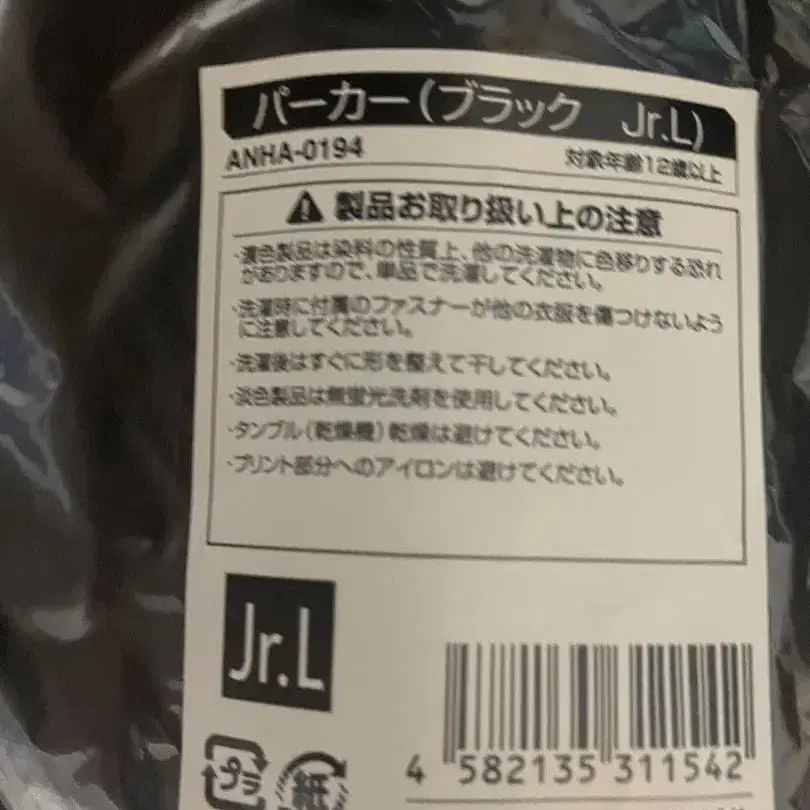 パーカー(ブラック Jr.L)
ANHA-0194
対象年齢12歳以上
製品お取り扱い上の注意
・濃色製品は染料の性質上、他の洗濯物に色移りする恐れ
がありますので、単品で洗濯してください。
・洗濯時に付属のファスナーが他の衣服を傷つけないよう
に注意してください。
・洗濯後はすぐに形を整えて干してください。
・淡色製品は無蛍光洗剤を使用してください。
・タンブル(乾燥機)乾燥は避けてください。
・プリント部分へのアイロンは避けてください。
Jr.L
プラ
紙
4 582135 311542